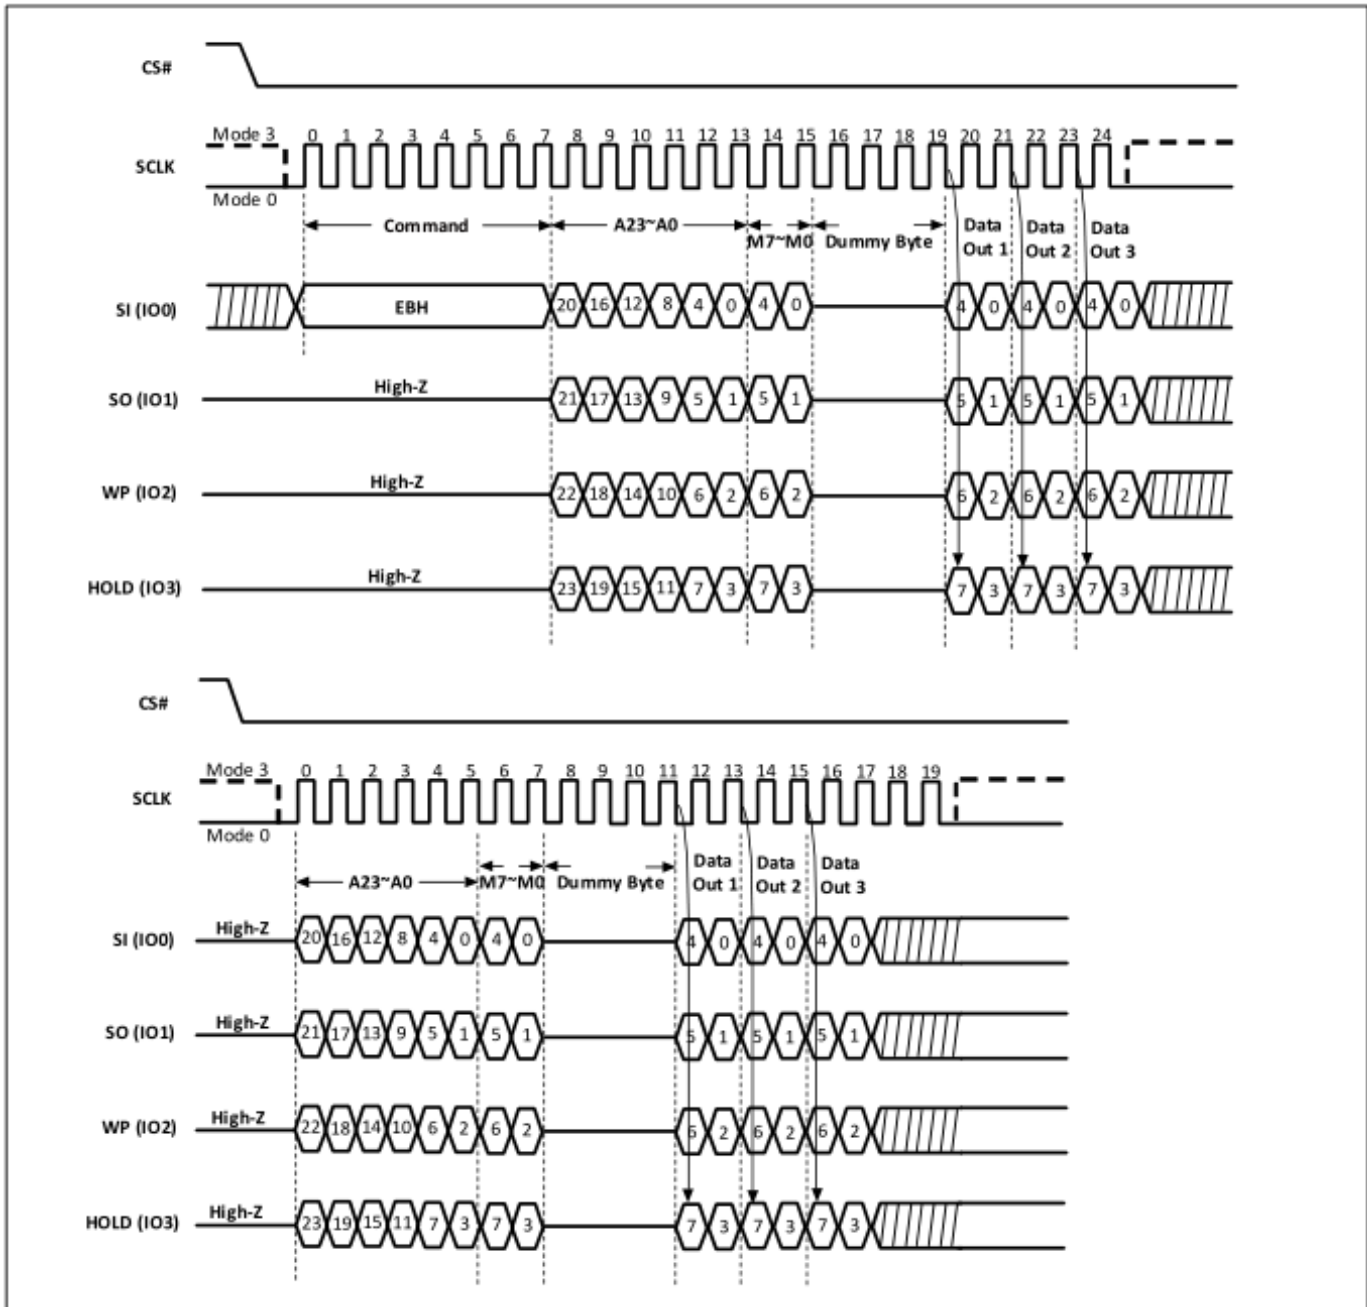 CS#
Mode 3
0 1 2 3 4 5 6 7 8 9 10 11 12 13 14 15 16 17 18 19 20 21 22 23 24
SCLK
Mode 0
Command A23~A0 M7~M0 Dummy Byte Data Out 1 Data Out 2 Data Out 3
SI (IO0) EBH 20 16 12 8 4 0 4 0 4 0 4 0 4 0
SO (IO1) High-Z 21 17 13 9 5 1 5 1 5 1 5 1 5 1
WP (IO2) High-Z 22 18 14 10 6 2 6 2 6 2 6 2 6 2
HOLD (IO3) High-Z 23 19 15 11 7 3 7 3 7 3 7 3 7 3
CS#
Mode 3
0 1 2 3 4 5 6 7 8 9 10 11 12 13 14 15 16 17 18 19
SCLK
Mode 0
A23~A0 M7~M0 Dummy Byte Data Out 1 Data Out 2 Data Out 3
SI (IO0) High-Z 20 16 12 8 4 0 4 0 4 0 4 0 4 0
SO (IO1) High-Z 21 17 13 9 5 1 5 1 5 1 5 1 5 1
WP (IO2) High-Z 22 18 14 10 6 2 6 2 6 2 6 2 6 2
HOLD (IO3) High-Z 23 19 15 11 7 3 7 3 7 3 7 3 7 3